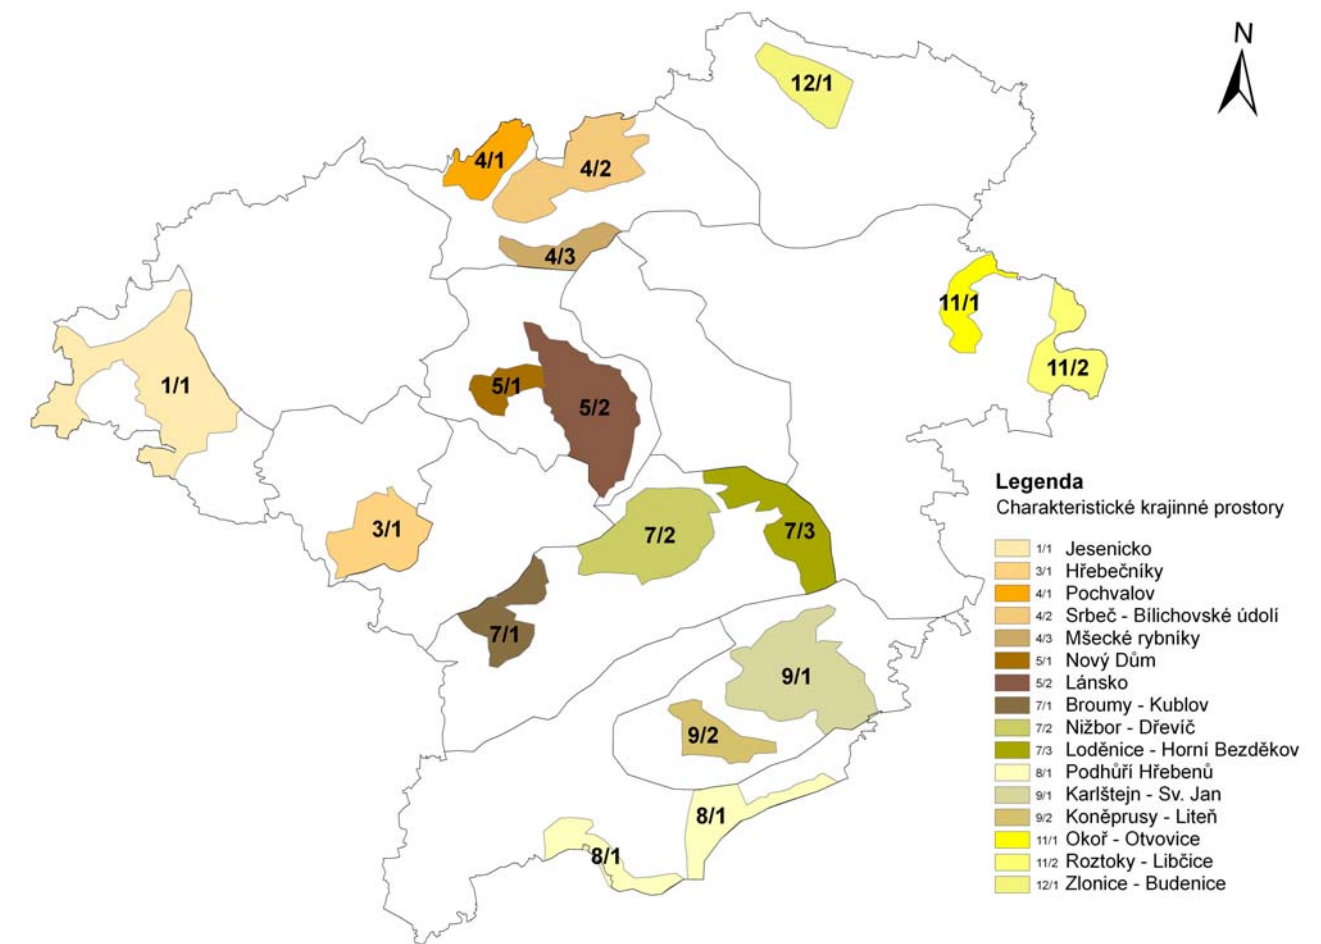 N
12/1
4/1
4/2
4/3
11/1
11/2
1/1
5/1
5/2
3/1
7/2
7/3
7/1
9/1
9/2
8/1
8/1
Legenda
Charakteristické krajinné prostory
1/1 Jesenicko
3/1 Hřebečníky
4/1 Pochvalov
4/2 Srbeč - Bílichovské údolí
4/3 Mšecké rybníky
5/1 Nový Dům
5/2 Lánsko
7/1 Broumy - Kublov
7/2 Nižbor - Dřevíč
7/3 Loděnice - Horní Bezděkov
8/1 Podhůří Hřebenů
9/1 Karlštejn - Sv. Jan
9/2 Koněprusy - Liteň
11/1 Okoř - Otvovice
11/2 Roztoky - Libčice
12/1 Zlonice - Budenice